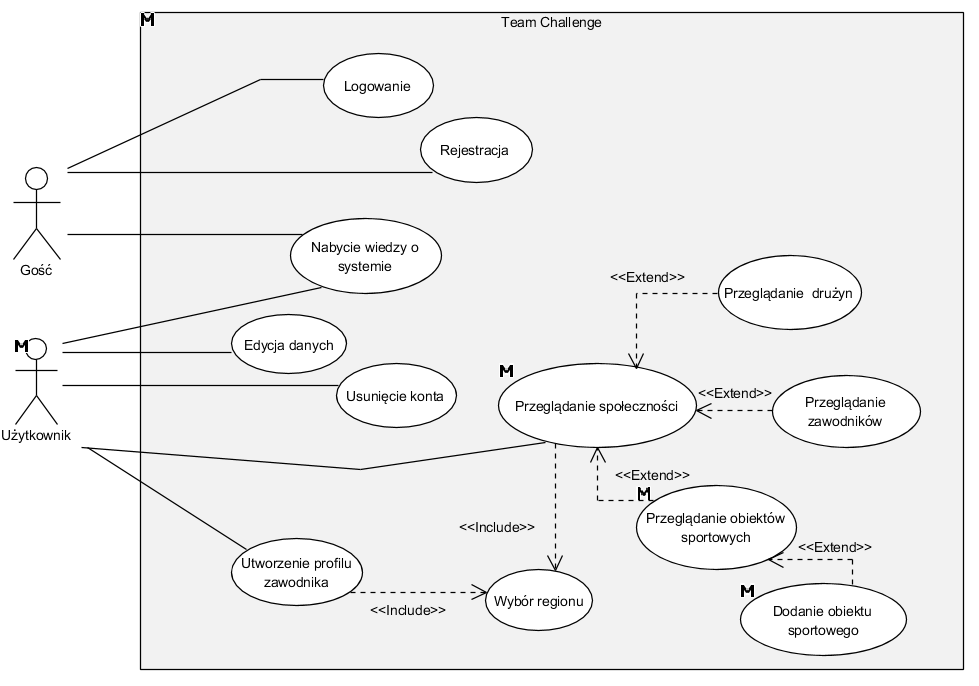 M
Team Challenge
Logowanie
Rejestracja
Gość
Nabycie wiedzy o
systemie
<<Extend>>
Przeglądanie drużyn
M
Edycja danych
Użytkownik
Usunięcie konta
M
Przeglądanie społeczności
<<Extend>>
Przeglądanie
zawodników
<<Extend>>
M
Przeglądanie obiektów
sportowych
<<Include>>
<<Extend>>
Utworzenie profilu
zawodnika
<<Include>>
Wybór regionu
M
Dodanie obiektu
sportowego